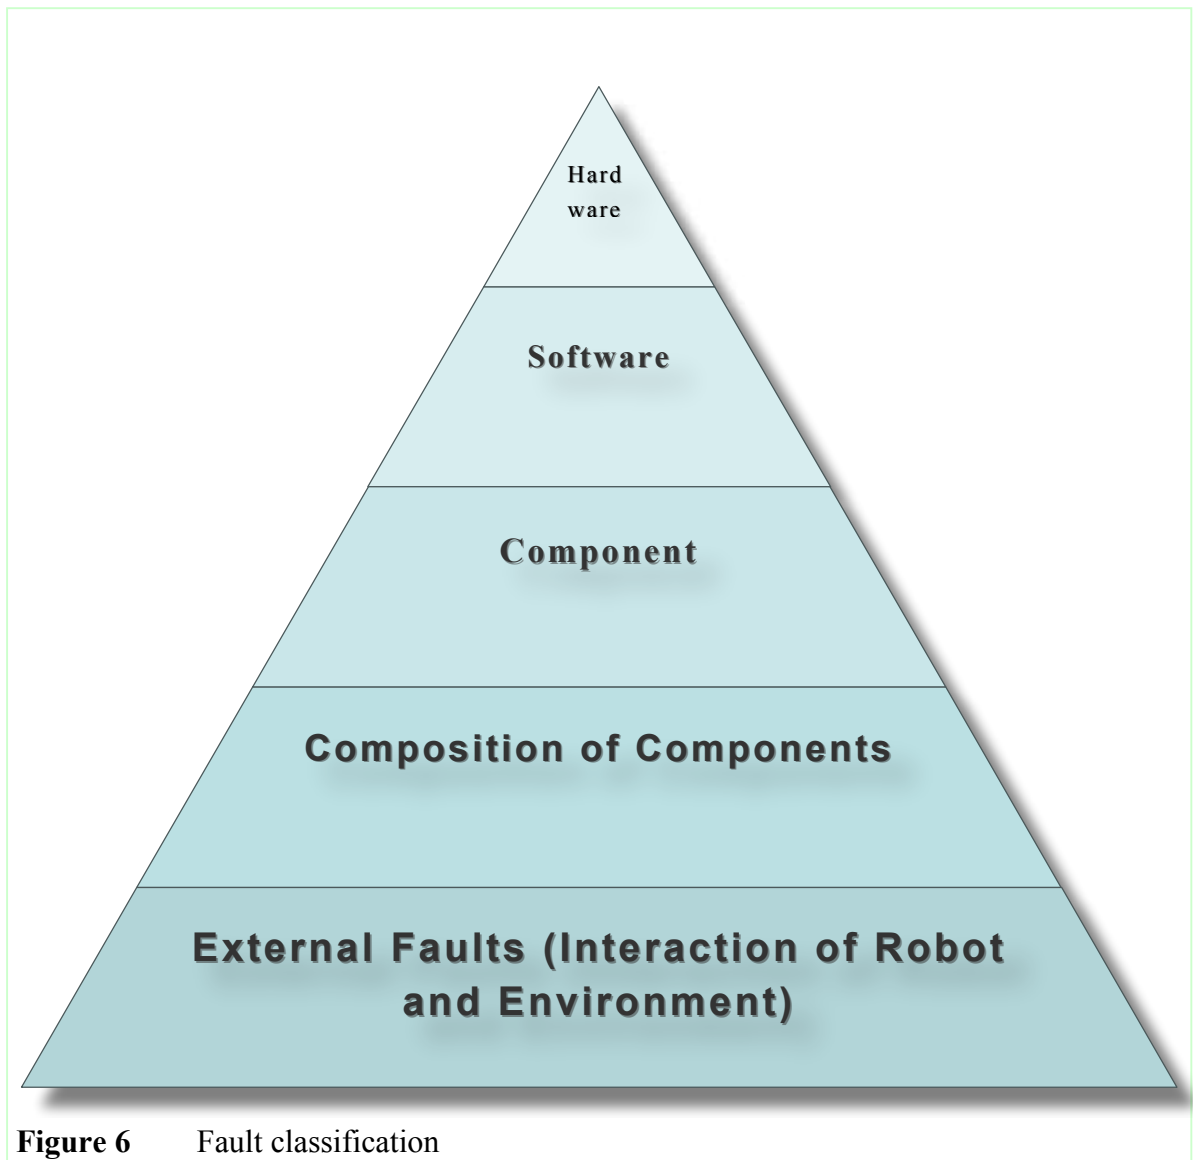 Hard
ware
Software
Component
Composition of Components
External Faults (Interaction of Robot
and Environment)
Figure 6 Fault classification